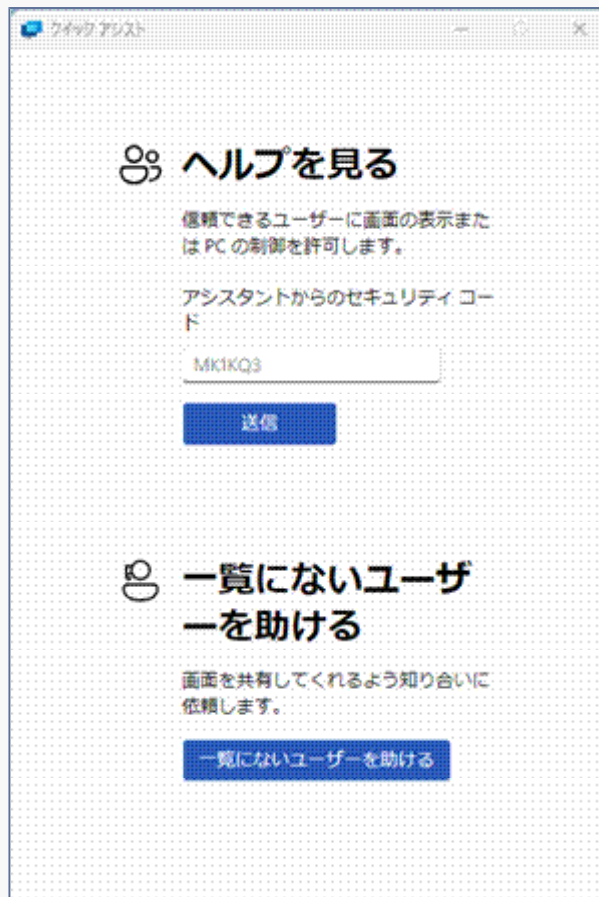 クイック アシスト
ヘルプを見る
信頼できるユーザーに画面の表示また
は PC の制御を許可します。
アシスタントからのセキュリティ コー
ド
MK1KQ3
送信
一覧にないユーザ
ーを助ける
画面を共有してくれるよう知り合いに
依頼します。
一覧にないユーザーを助ける